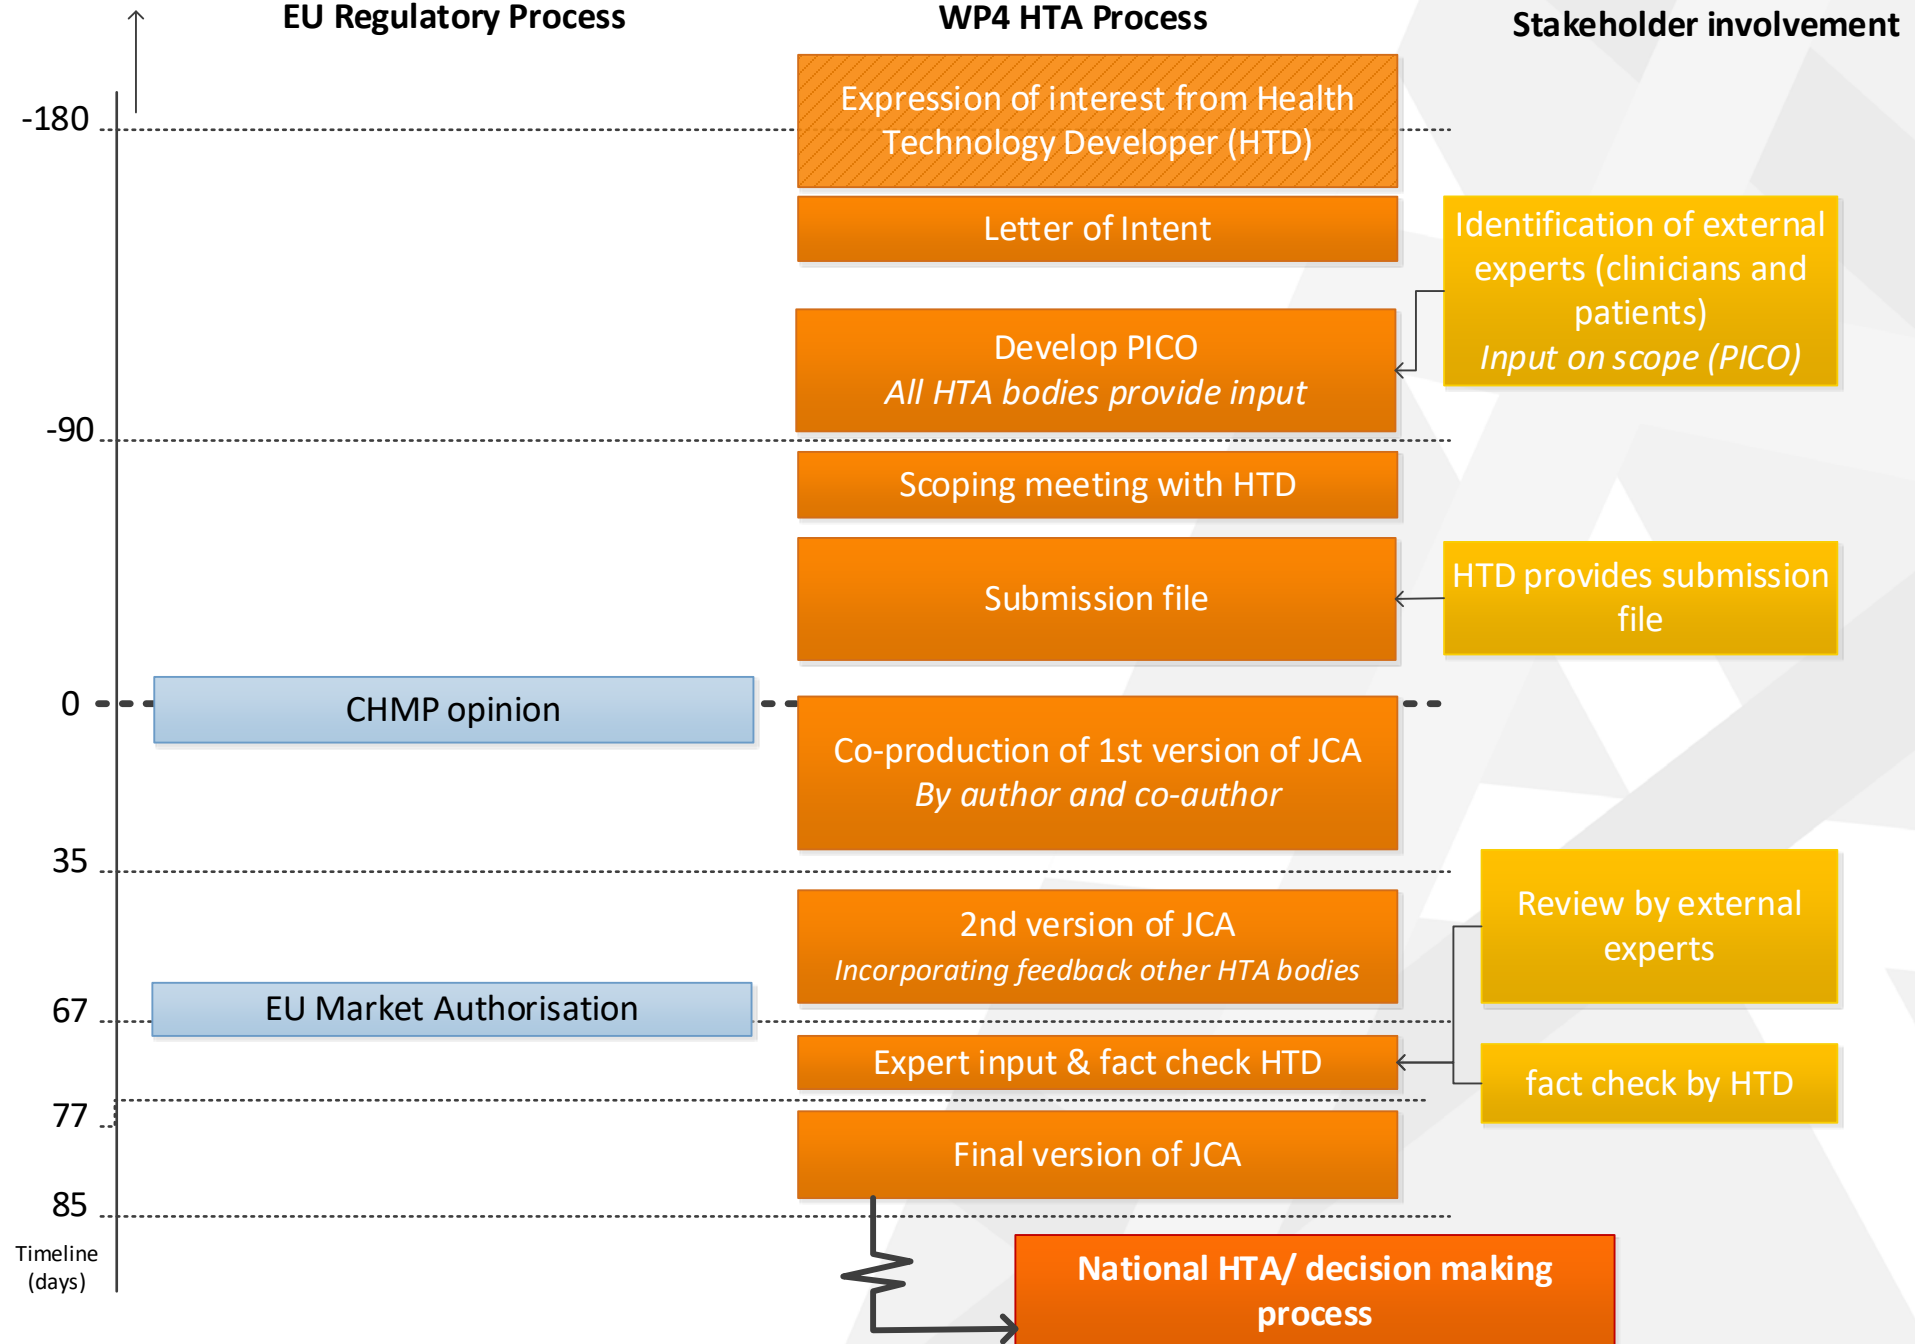 EU Regulatory Process
WP4 HTA Process
Stakeholder involvement
-180
Expression of interest from Health
Technology Developer (HTD)
Letter of Intent
Identification of external
experts (clinicians and
patients)
Input on scope (PICO)
Develop PICO
All HTA bodies provide input
-90
Scoping meeting with HTD
Submission file
HTD provides submission
file
0
CHMP opinion
Co-production of 1st version of JCA
By author and co-author
35
2nd version of JCA
Incorporating feedback other HTA bodies
Review by external
experts
EU Market Authorisation
67
Expert input & fact check HTD
fact check by HTD
77
Final version of JCA
85
Timeline
(days)
National HTA/ decision making
process